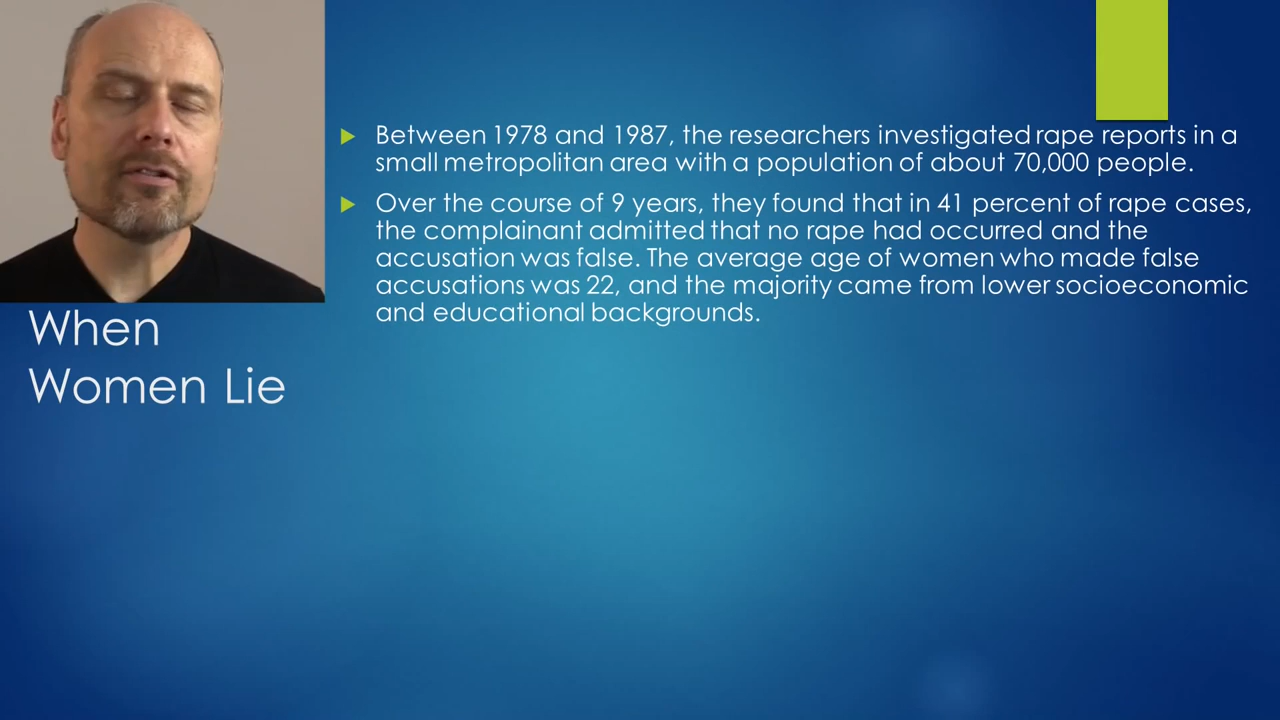 When
Women Lie
Between 1978 and 1987, the researchers investigated rape reports in a
small metropolitan area with a population of about 70,000 people.
Over the course of 9 years, they found that in 41 percent of rape cases,
the complainant admitted that no rape had occurred and the
accusation was false. The average age of women who made false
accusations was 22, and the majority came from lower socioeconomic
and educational backgrounds.